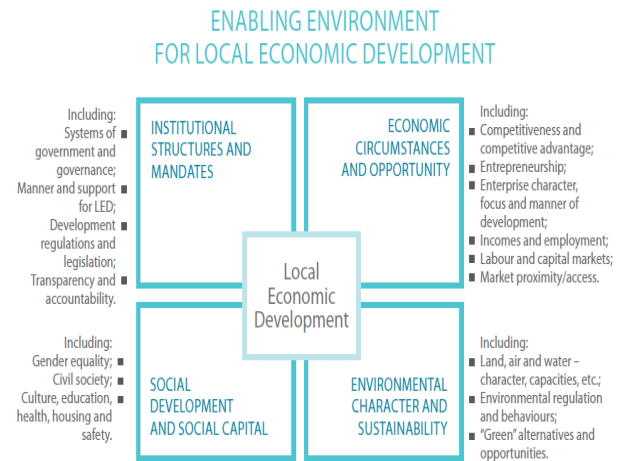 ENABLING ENVIRONMENT
FOR LOCAL ECONOMIC DEVELOPMENT
Including:
Systems of
government and
governance;
Manner and support
for LED;
Development
regulations and
legislation;
Transparency and
accountability.
INSTITUTIONAL
STRUCTURES AND
MANDATES
ECONOMIC
CIRCUMSTANCES
AND OPPORTUNITY
Including:
Competitiveness and
competitive advantage;
Entrepreneurship;
Enterprise character,
focus and manner of
development;
Incomes and employment;
Labour and capital markets;
Market proximity/access.
Local
Economic
Development
Including:
Gender equality;
Civil society;
Culture, education,
health, housing and
safety.
SOCIAL
DEVELOPMENT
AND SOCIAL CAPITAL
ENVIRONMENTAL
CHARACTER AND
SUSTAINABILITY
Including:
Land, air and water –
character, capacities, etc.;
Environmental regulation
and behaviours;
“Green” alternatives and
opportunities.